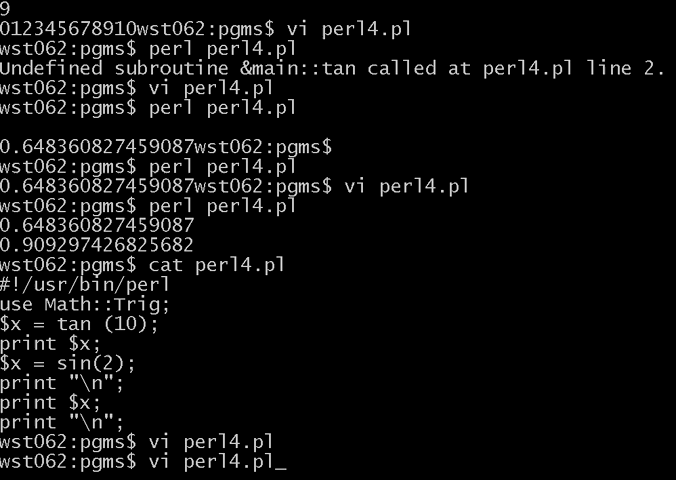 9
012345678910wst062:pgms$ vi perl4.pl
wst062:pgms$ perl perl4.pl
Undefined subroutine &main::tan called at perl4.pl line 2.
wst062:pgms$ vi perl4.pl
wst062:pgms$ perl perl4.pl
0.648360827459087wst062:pgms$
wst062:pgms$ perl perl4.pl
0.648360827459087wst062:pgms$ vi perl4.pl
wst062:pgms$ perl perl4.pl
0.648360827459087
0.909297426825682
wst062:pgms$ cat perl4.pl
#!/usr/bin/perl
use Math::Trig;
$x = tan (10);
print $x;
$x = sin(2);
print "\n";
print $x;
print "\n";
wst062:pgms$ vi perl4.pl
wst062:pgms$ vi perl4.pl_